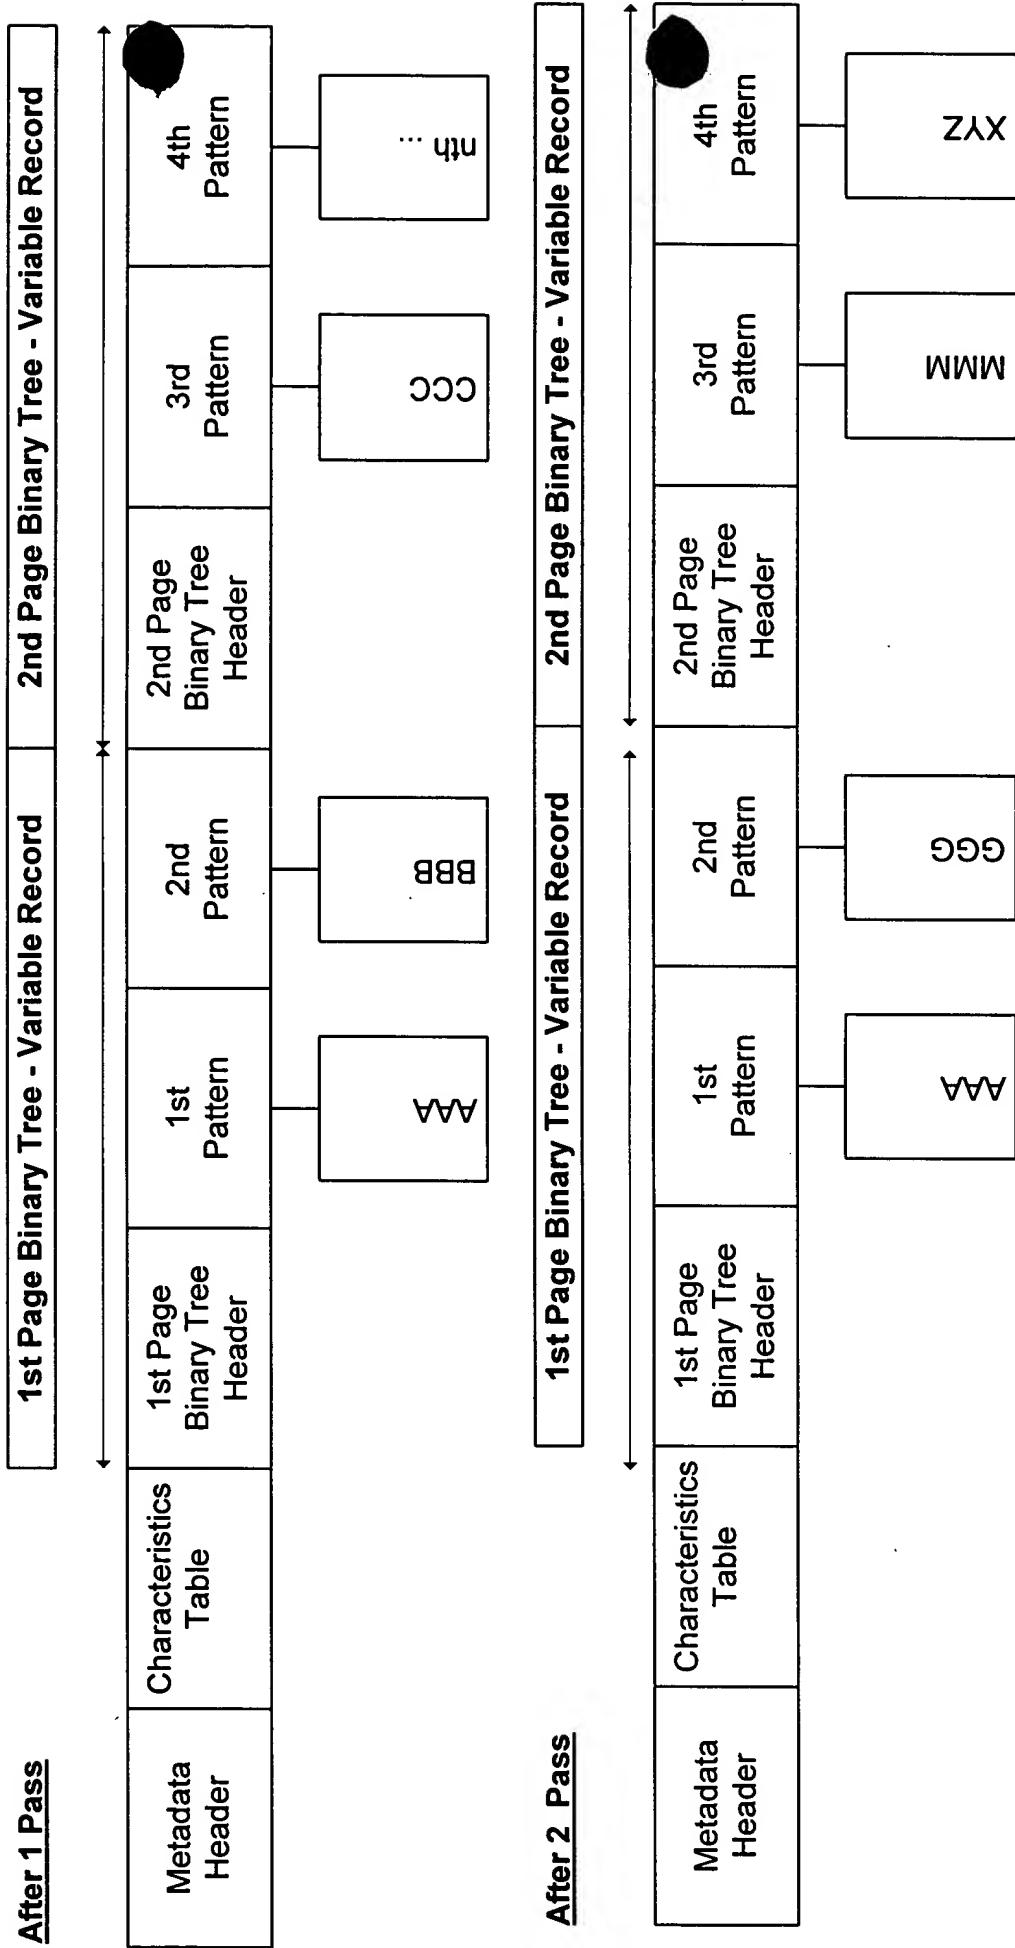 After 1 Pass
1st Page Binary Tree - Variable Record
2nd Page Binary Tree - Variable Record
Metadata
Header
Characteristics
Table
1st Page
Binary Tree
Header
1st
Pattern
2nd
Pattern
2nd Page
Binary Tree
Header
3rd
Pattern
4th
Pattern
AAA
BBB
CCC
nth ...
After 2 Pass
1st Page Binary Tree - Variable Record
2nd Page Binary Tree - Variable Record
Metadata
Header
Characteristics
Table
1st Page
Binary Tree
Header
1st
Pattern
2nd
Pattern
2nd Page
Binary Tree
Header
3rd
Pattern
4th
Pattern
AAA
GGG
MMM
XYZ